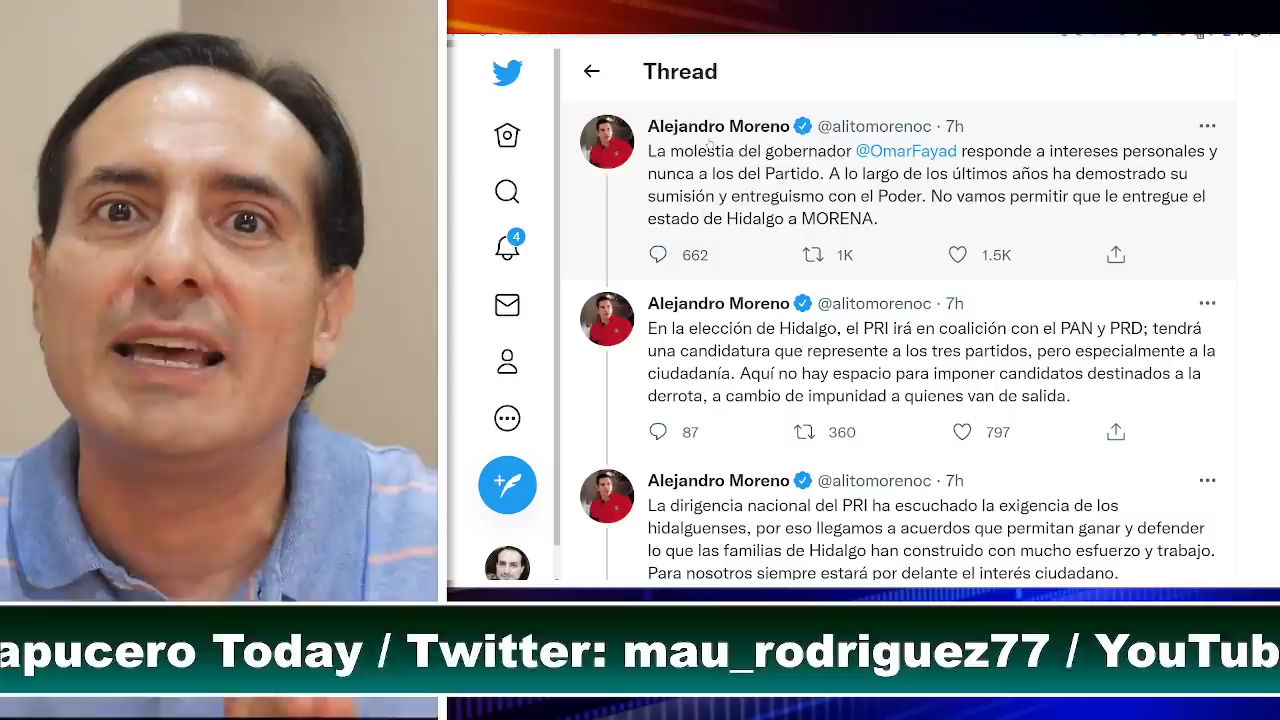 Thread
Alejandro Moreno @alitomorenoc · 7h
La molestia del gobernador @OmarFayad responde a intereses personales y
nunca a los del Partido. A lo largo de los últimos años ha demostrado su
sumisión y entreguismo con el Poder. No vamos permitir que le entregue el
estado de Hidalgo a MORENA.
662 1K 1.5K
4
Alejandro Moreno @alitomorenoc · 7h
En la elección de Hidalgo, el PRI irá en coalición con el PAN y PRD; tendrá
una candidatura que represente a los tres partidos, pero especialmente a la
ciudadanía. Aquí no hay espacio para imponer candidatos destinados a la
derrota, a cambio de impunidad a quienes van de salida.
87 360 797
Alejandro Moreno @alitomorenoc · 7h
La dirigencia nacional del PRI ha escuchado la exigencia de los
hidalguenses, por eso llegamos a acuerdos que permitan ganar y defender
lo que las familias de Hidalgo han construido con mucho esfuerzo y trabajo.
Para nosotros siempre estará por delante el interés ciudadano.
apucero Today / Twitter: mau_rodriguez77 / YouTub